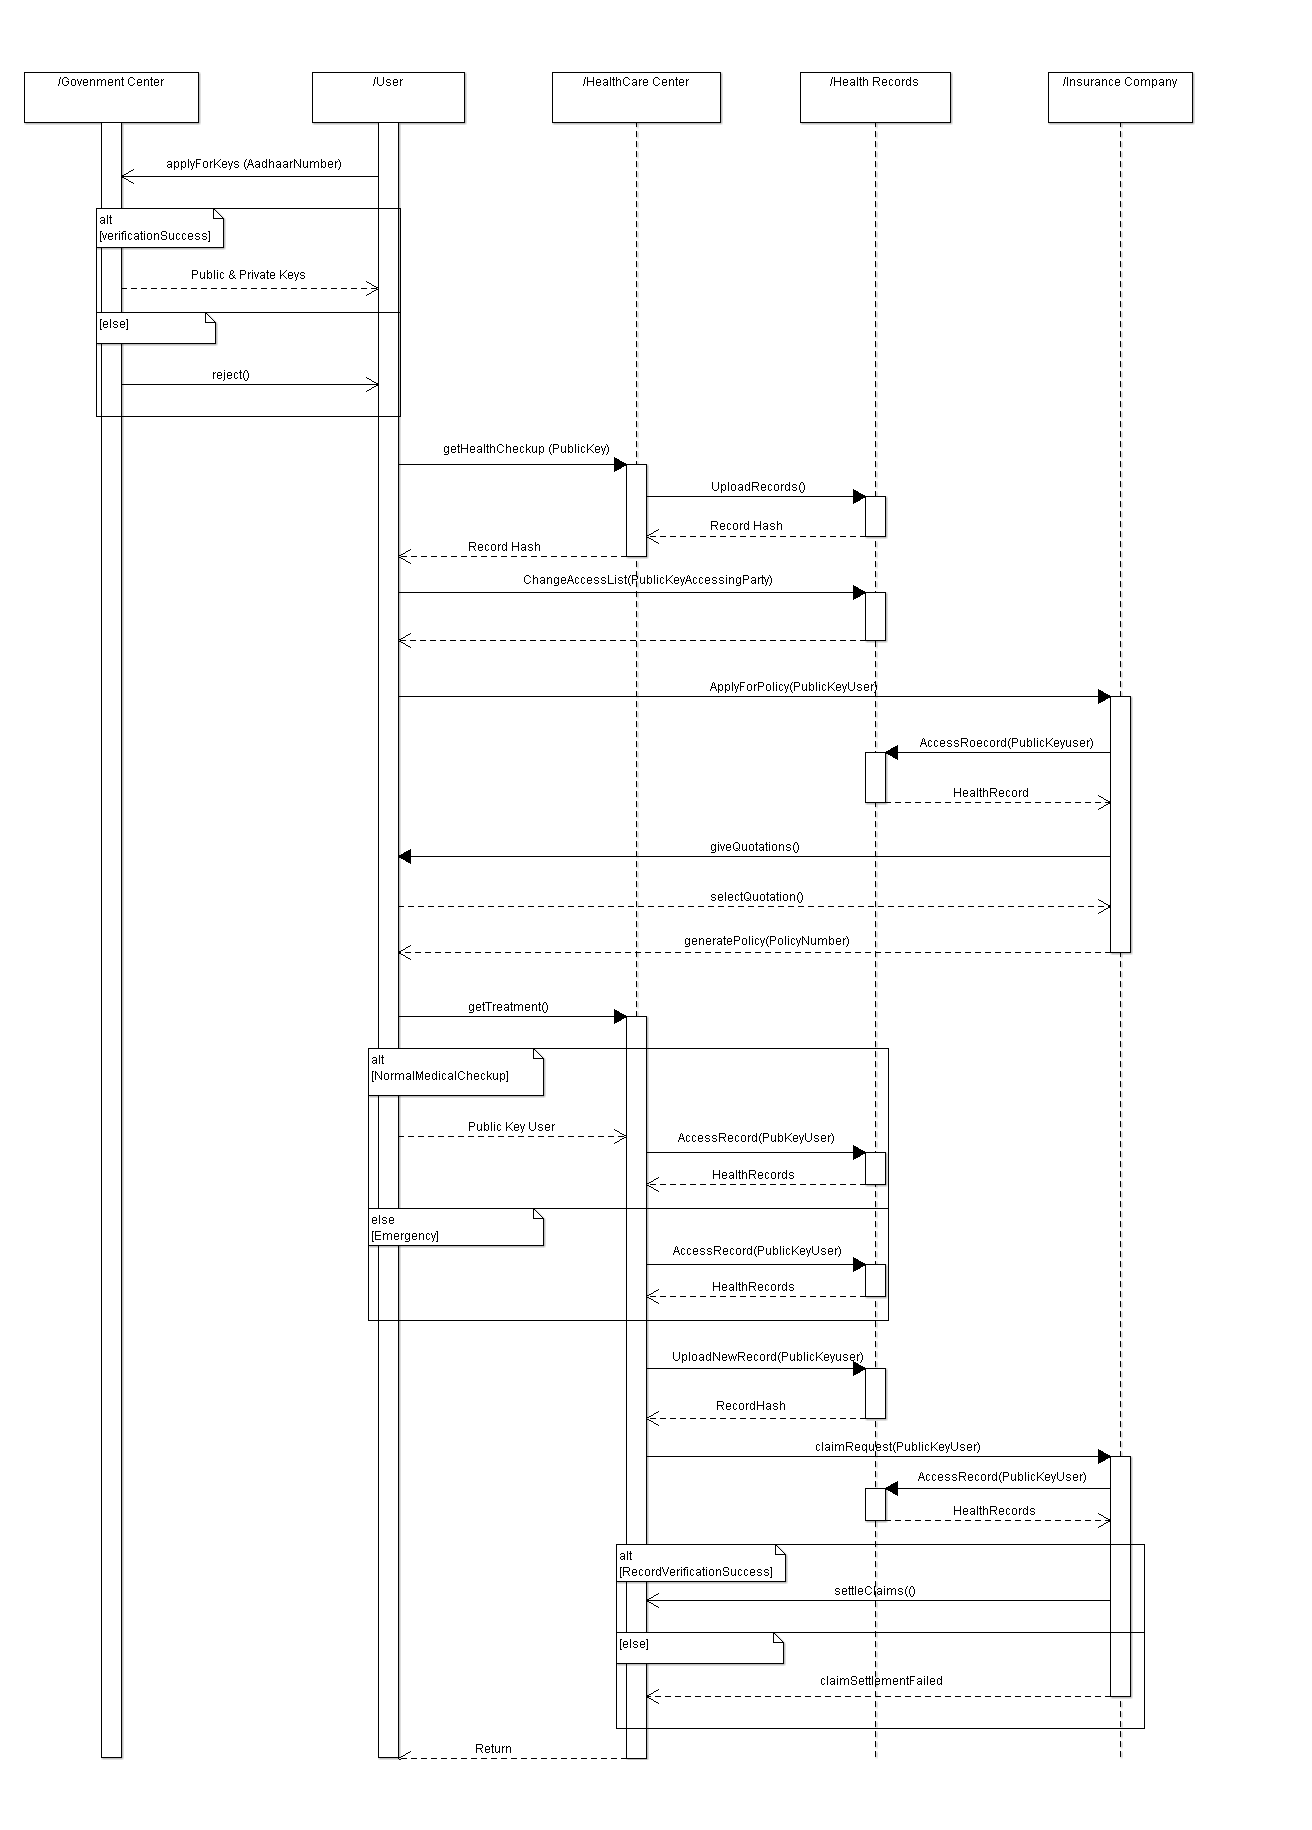 /Govenment Center
/User
/HealthCare Center
/Health Records
/Insurance Company
applyForKeys (AadhaarNumber)
alt
[verificationSuccess]
Public & Private Keys
[else]
reject()
getHealthCheckup (PublicKey)
UploadRecords()
Record Hash
Record Hash
ChangeAccessList(PublicKeyAccessingParty)
ApplyForPolicy(PublicKeyUser)
AccessRoecord(PublicKeyuser)
HealthRecord
giveQuotations()
selectQuotation()
generatePolicy(PolicyNumber)
getTreatment()
alt
[NormalMedicalCheckup]
Public Key User
AccessRecord(PubKeyUser)
HealthRecords
else
[Emergency]
AccessRecord(PublicKeyUser)
HealthRecords
UploadNewRecord(PublicKeyuser)
RecordHash
claimRequest(PublicKeyUser)
AccessRecord(PublicKeyUser)
HealthRecords
alt
[RecordVerificationSuccess]
settleClaims(()
[else]
claimSettlementFailed
Return